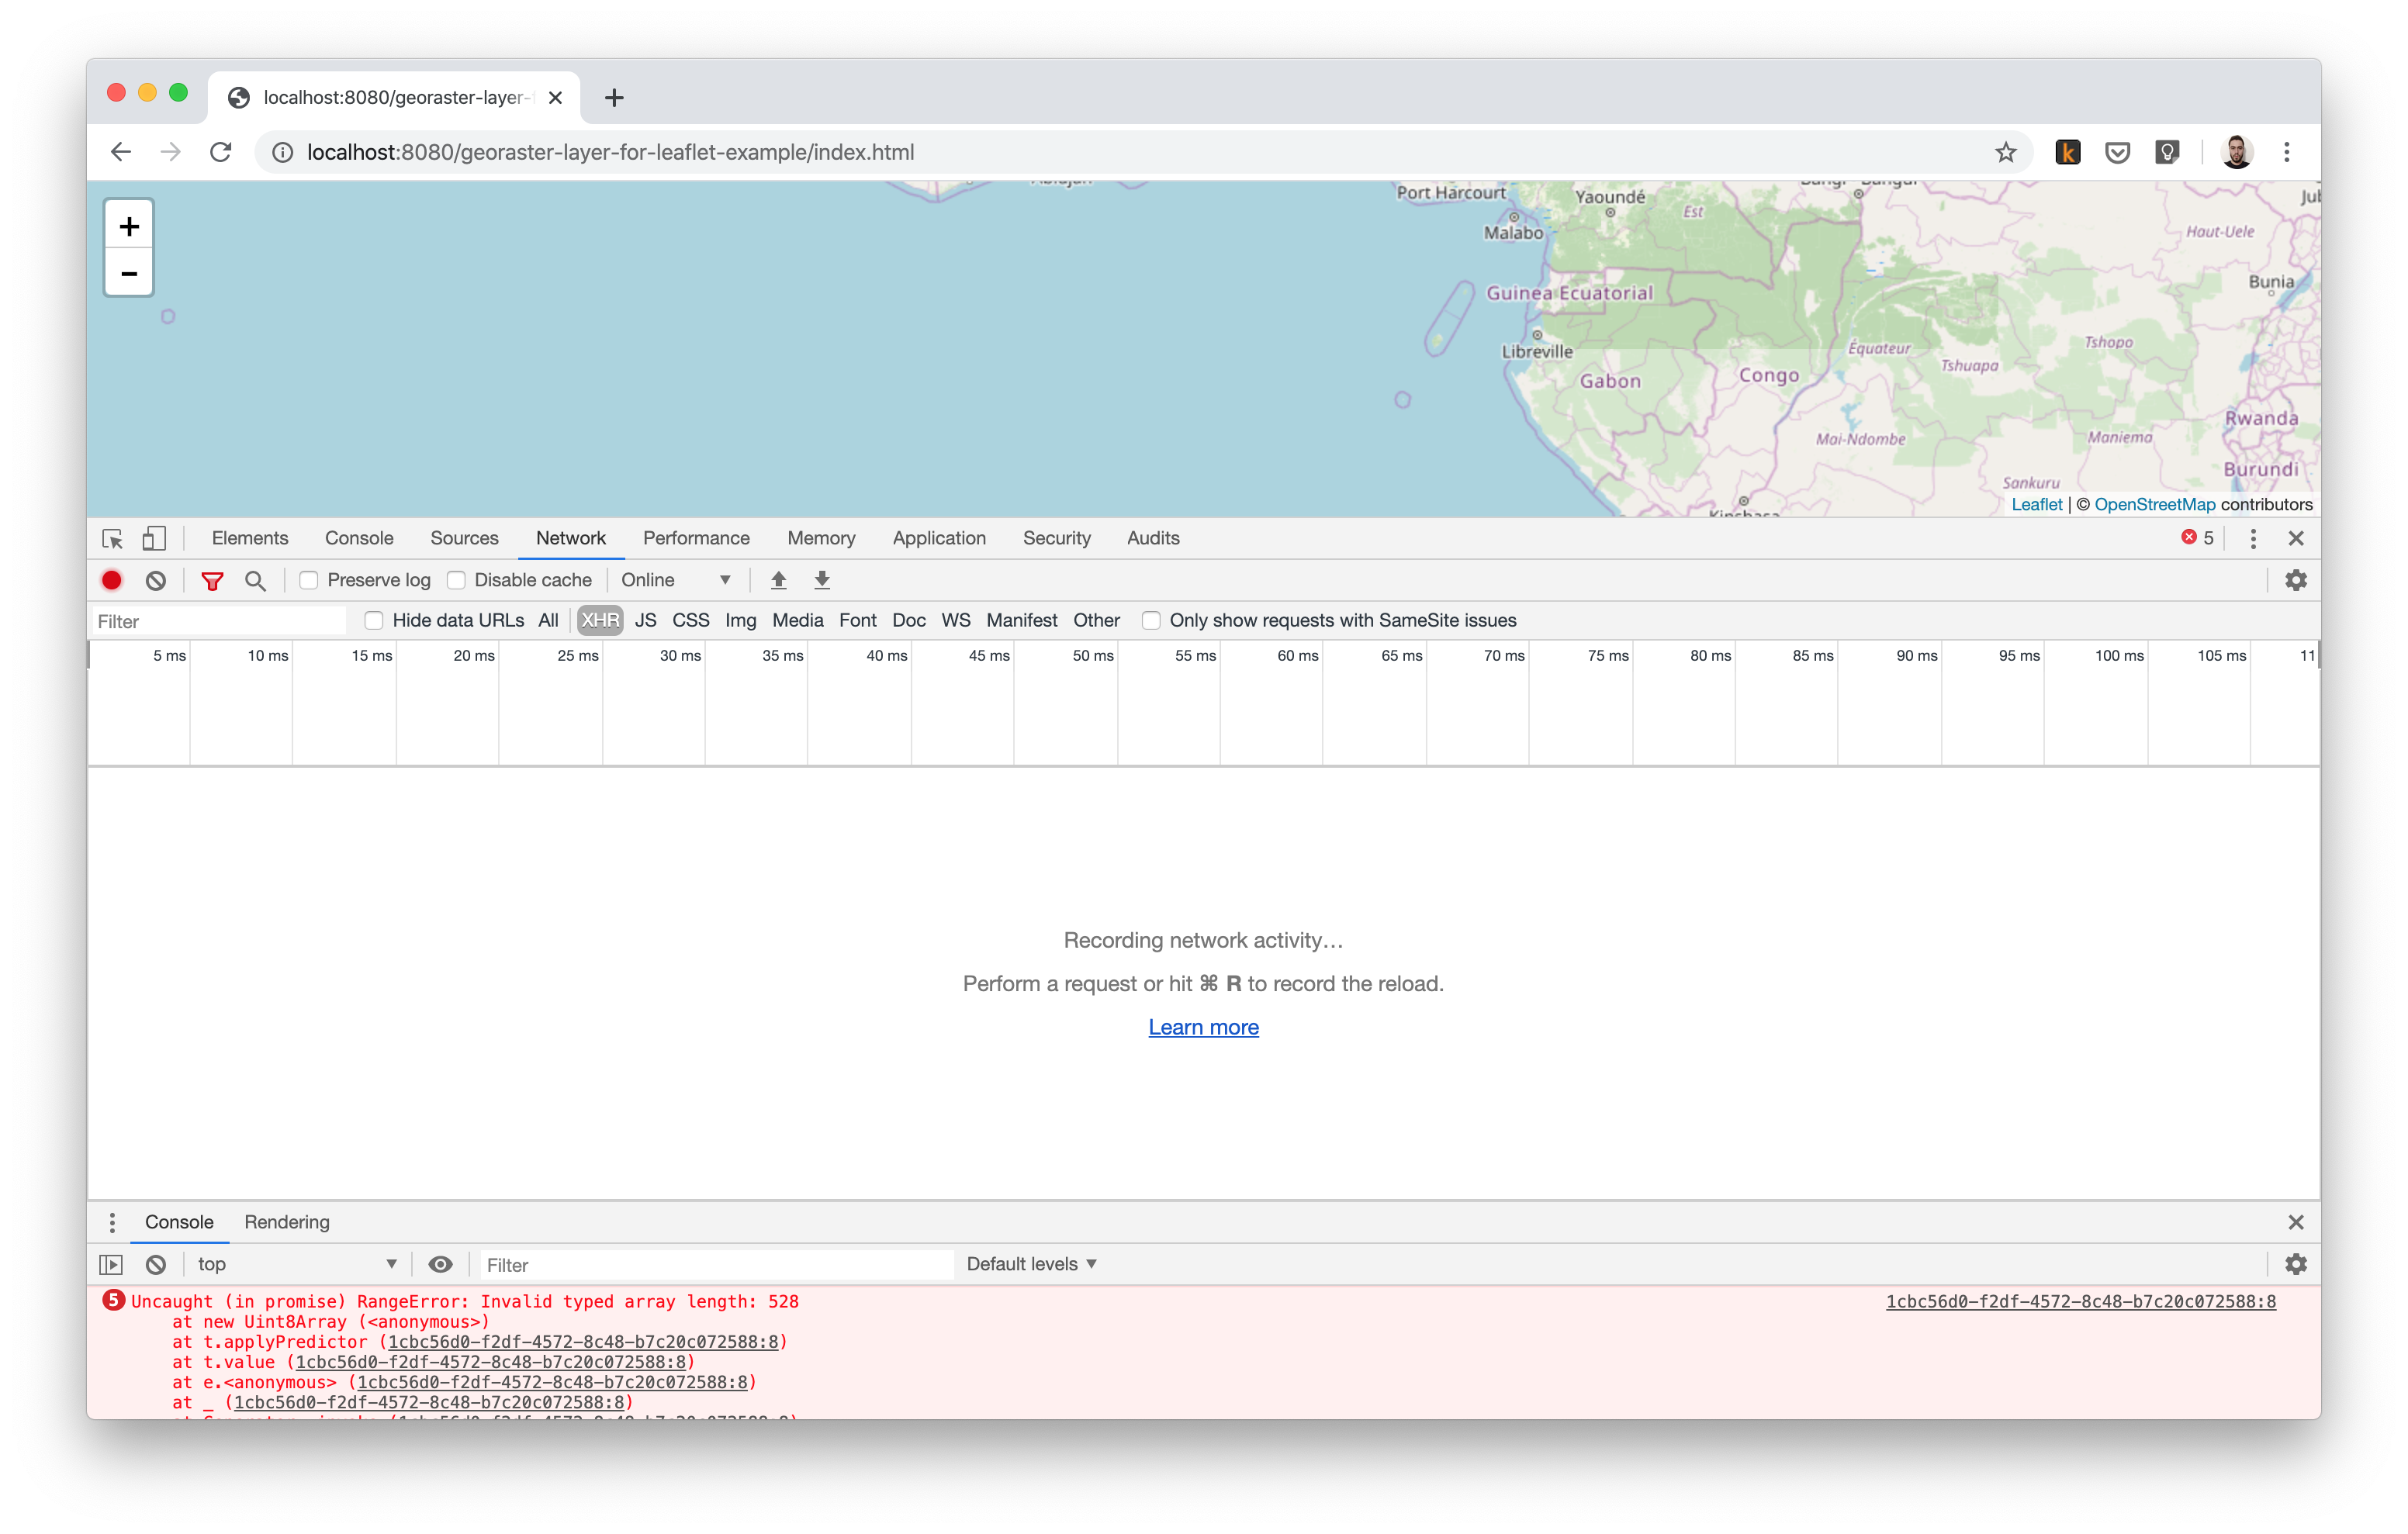 localhost:8080/georaster-layer-
localhost:8080/georaster-layer-for-leaflet-example/index.html
k
+
−
Abidjan
Port Harcourt
Yaoundé
Est
Malabo
Haut-Uele
Bunia
Guinea Ecuatorial
Libreville
Équateur
Tshopo
Tshuapa
Gabon
Congo
Rwanda
Mai-Ndombe
Maniema
Burundi
Sankuru
Kinshasa
Leaflet | © OpenStreetMap contributors
Elements Console Sources Network Performance Memory Application Security Audits 5
Preserve log Disable cache Online ▼
Filter Hide data URLs All XHR JS CSS Img Media Font Doc WS Manifest Other Only show requests with SameSite issues
5 ms 10 ms 15 ms 20 ms 25 ms 30 ms 35 ms 40 ms 45 ms 50 ms 55 ms 60 ms 65 ms 70 ms 75 ms 80 ms 85 ms 90 ms 95 ms 100 ms 105 ms 11
Recording network activity…
Perform a request or hit ⌘ R to record the reload.
Learn more
Console Rendering
top ▼ Filter Default levels ▼
5 Uncaught (in promise) RangeError: Invalid typed array length: 528 1cbc56d0-f2df-4572-8c48-b7c20c072588:8
at new Uint8Array (<anonymous>)
at t.applyPredictor (1cbc56d0-f2df-4572-8c48-b7c20c072588:8)
at t.value (1cbc56d0-f2df-4572-8c48-b7c20c072588:8)
at e.<anonymous> (1cbc56d0-f2df-4572-8c48-b7c20c072588:8)
at _ (1cbc56d0-f2df-4572-8c48-b7c20c072588:8)